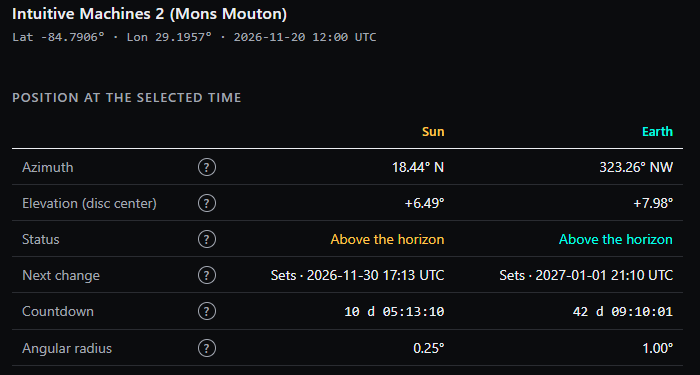 Intuitive Machines 2 (Mons Mouton)
Lat -84.7906° · Lon 29.1957° · 2026-11-20 12:00 UTC
POSITION AT THE SELECTED TIME
Sun Earth
Azimuth ? 18.44° N 323.26° NW
Elevation (disc center) ? +6.49° +7.98°
Status ? Above the horizon Above the horizon
Next change ? Sets · 2026-11-30 17:13 UTC Sets · 2027-01-01 21:10 UTC
Countdown ? 10 d 05:13:10 42 d 09:10:01
Angular radius ? 0.25° 1.00°